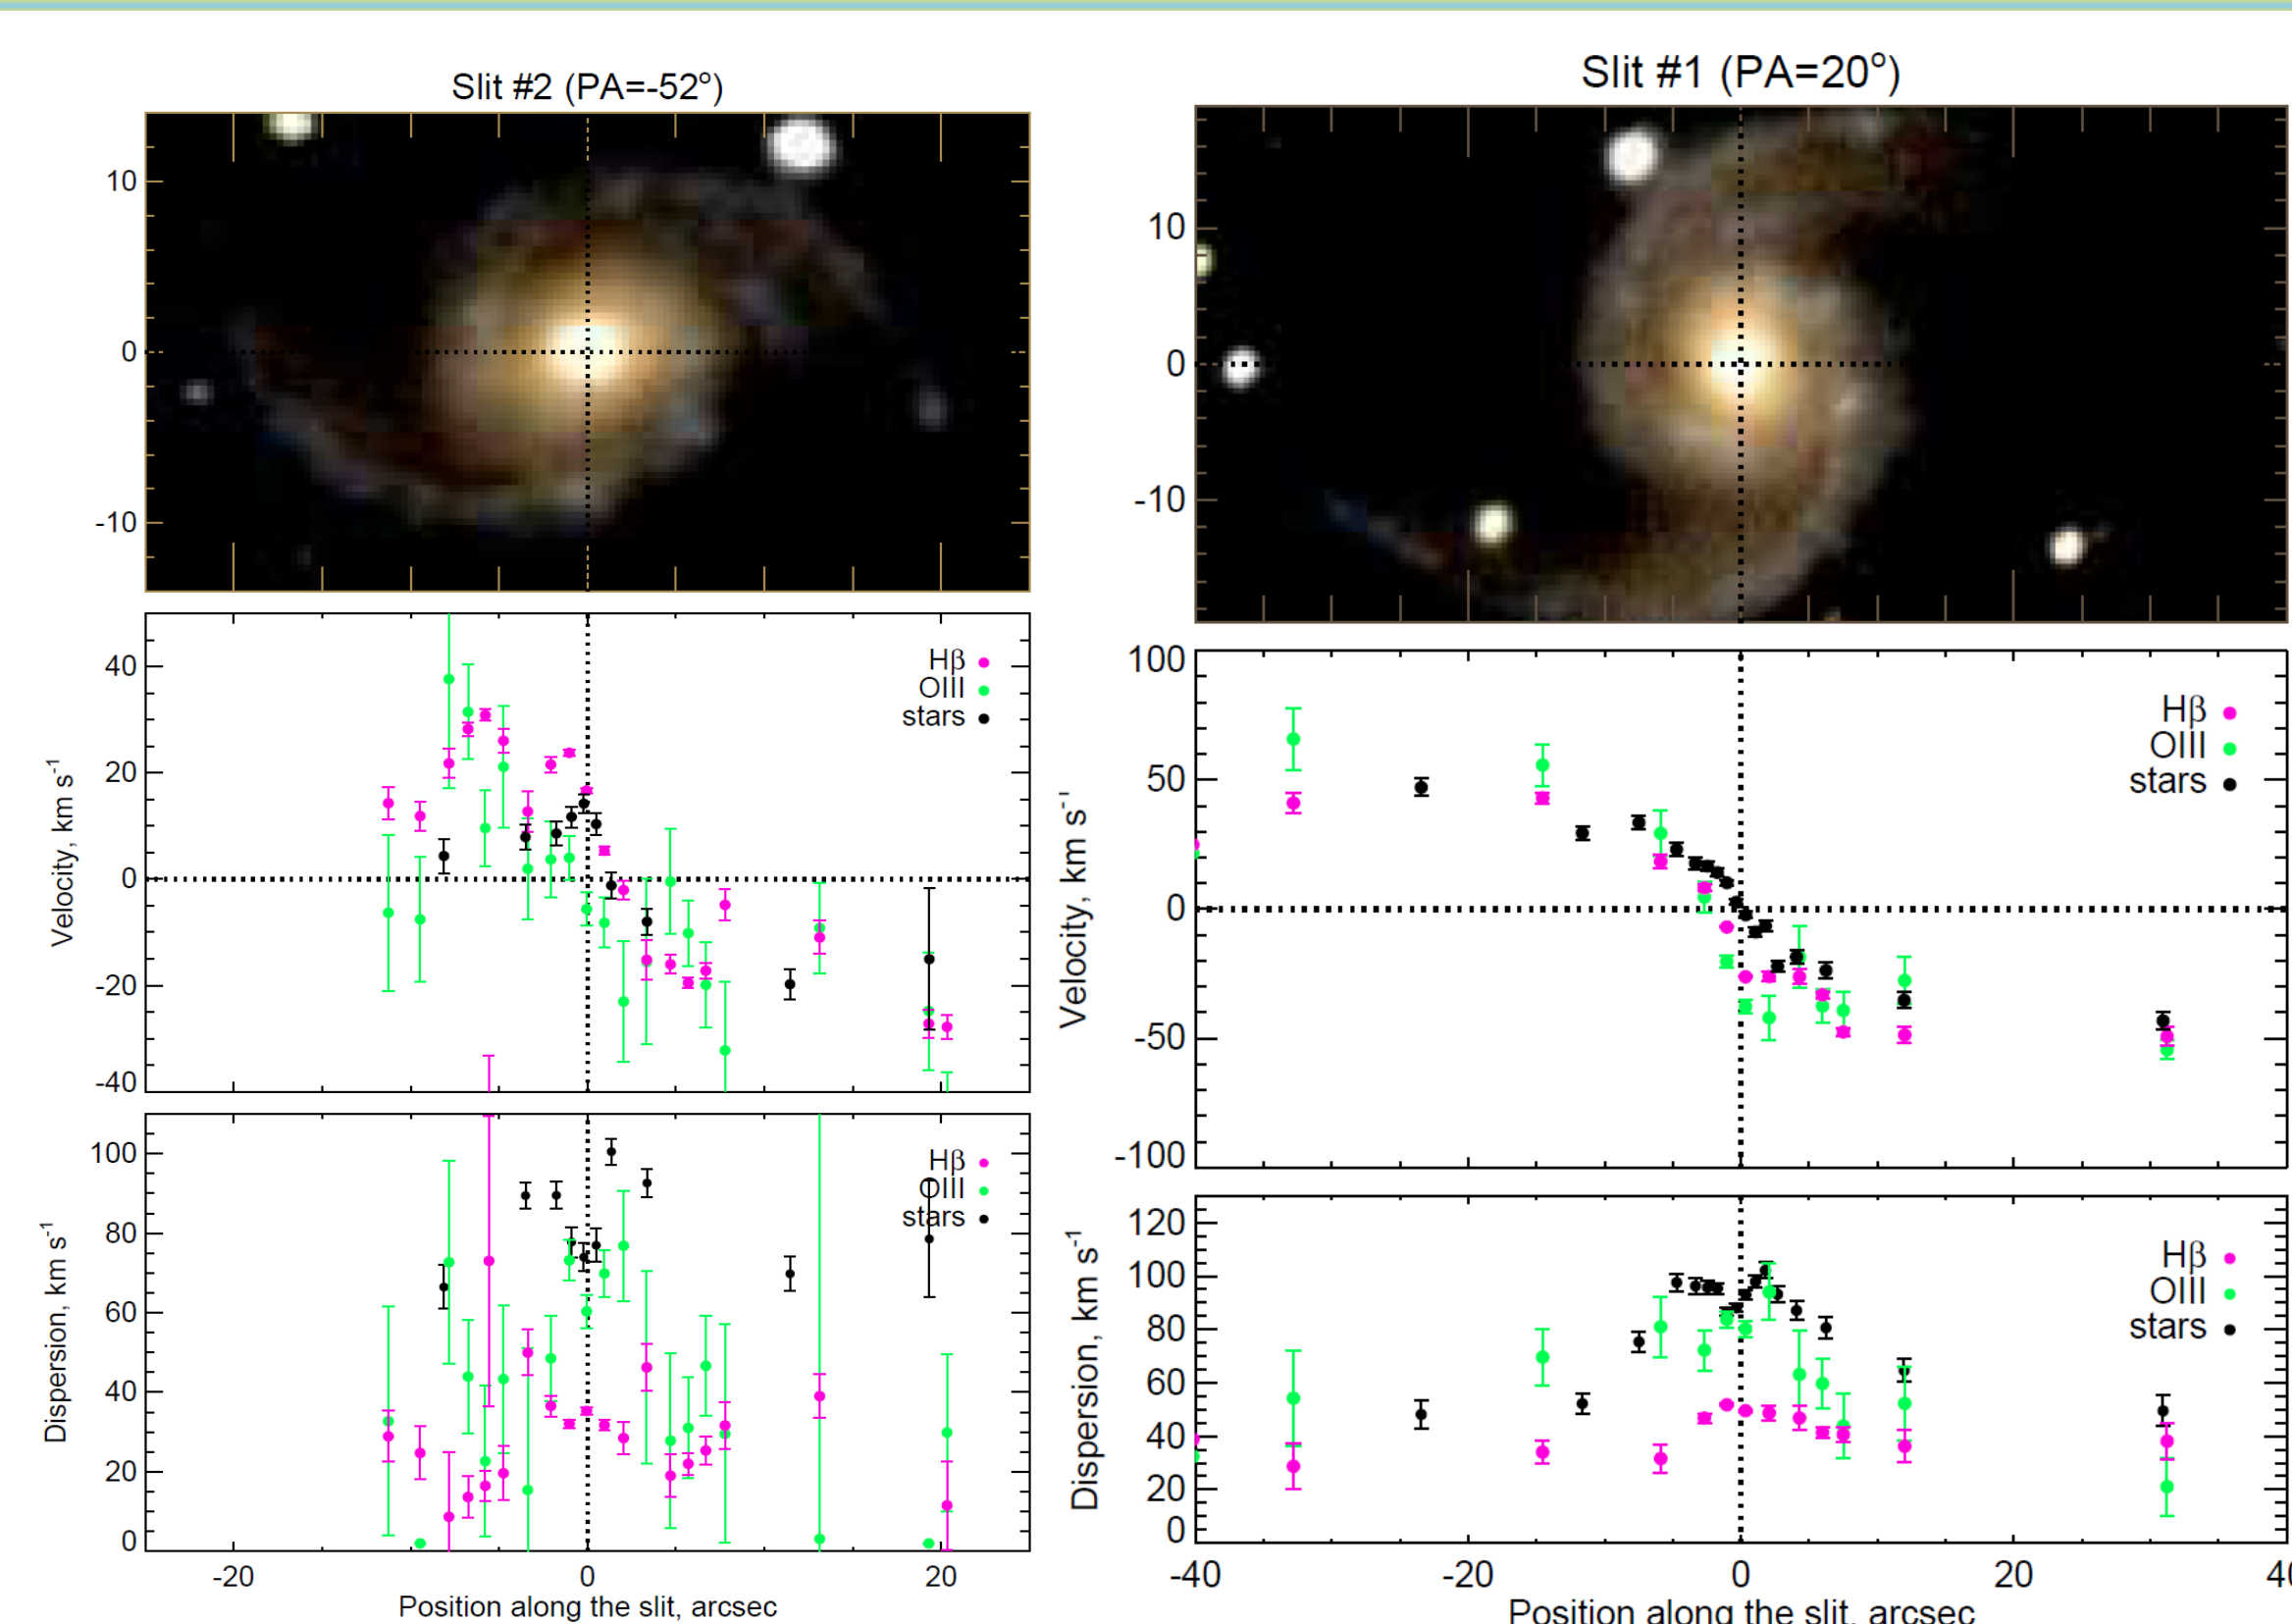 Slit #2 (PA=-52°)
10
0
-10
Hβ
OIII
stars
40
20
0
-20
-40
Velocity, km s⁻¹
Hβ
OIII
stars
100
80
60
40
20
0
Dispersion, km s⁻¹
-20 0 20
Position along the slit, arcsec
Slit #1 (PA=20°)
10
0
-10
Hβ
OIII
stars
100
50
0
-50
-100
Velocity, km s⁻¹
Hβ
OIII
stars
120
100
80
60
40
20
0
Dispersion, km s⁻¹
-40 -20 0 20
Position along the slit, arcsec